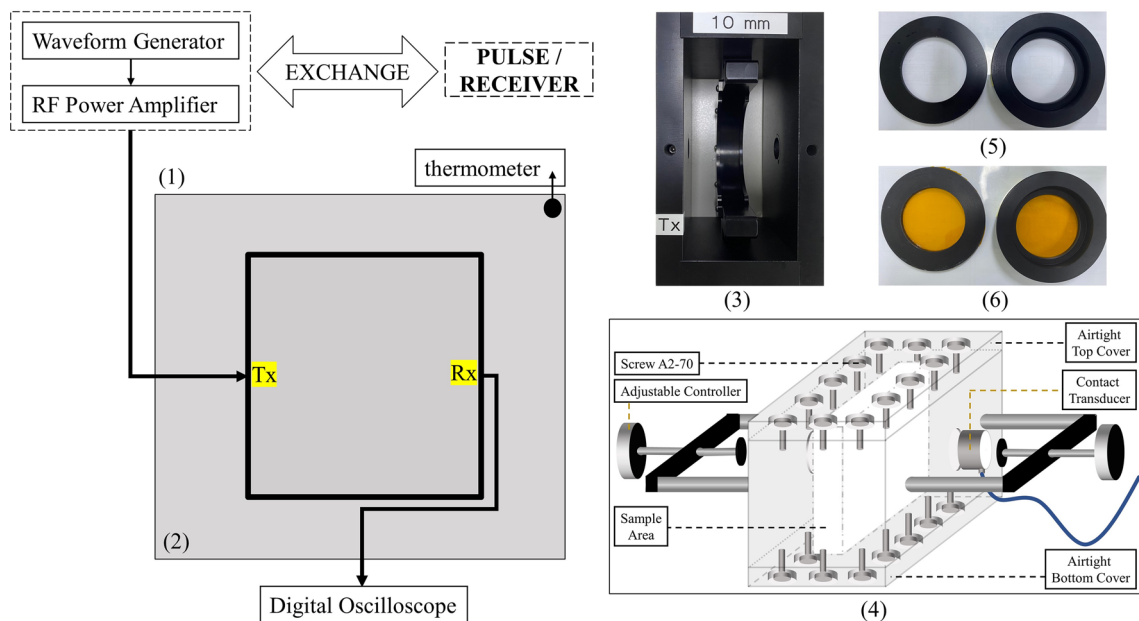 Waveform Generator
RF Power Amplifier
EXCHANGE
PULSE /
RECEIVER
(1)
thermometer
Tx
Rx
(2)
Digital Oscilloscope
10 mm
Tx
(3)
(5)
(6)
Screw A2-70
Adjustable Controller
Sample
Area
Airtight
Top Cover
Contact
Transducer
Airtight
Bottom Cover
(4)